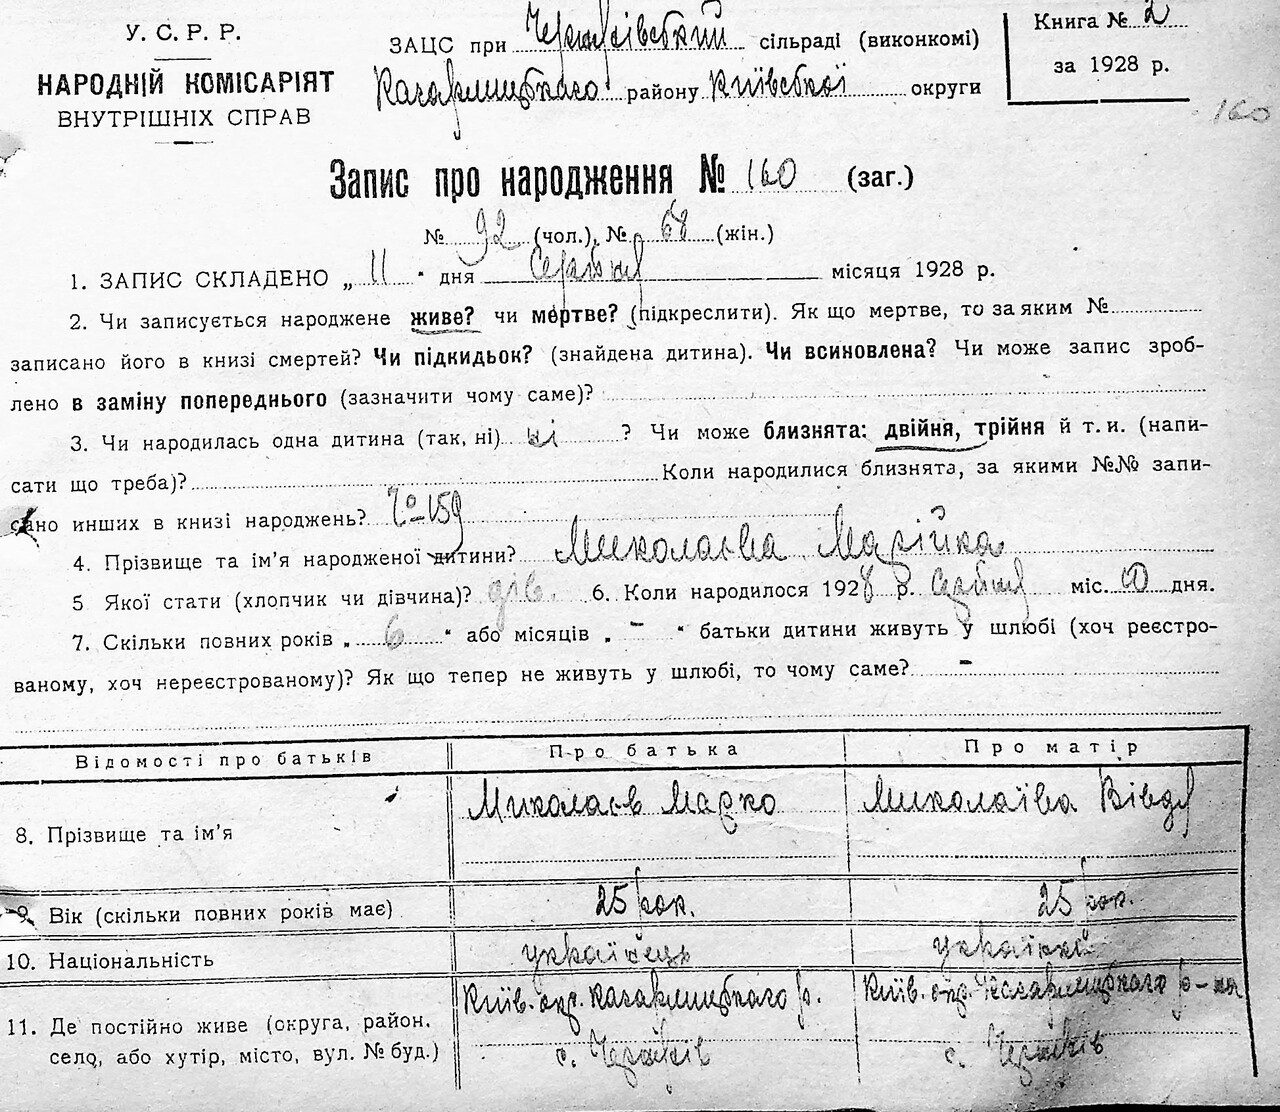 У. С. Р. Р.
НАРОДНІЙ КОМІСАРІЯТ
ВНУТРІШНІХ СПРАВ
ЗАЦС при Черняхівський сільраді (виконкомі)
Кагарлицького району Київської округи
Книга № 2
за 1928 р.
160
Запис про народження № 160 (заг.)
№ 92 (чол.), № 68 (жін.)
1. ЗАПИС СКЛАДЕНО „ 11 " дня Серпня місяця 1928 р.
2. Чи записується народжене живе? чи мертве? (підкреслити). Як що мертве, то за яким №
записано його в книзі смертей? Чи підкидьок? (знайдена дитина). Чи всиновлена? Чи може запис зроб-
лено в заміну попереднього (зазначити чому саме)?
3. Чи народилась одна дитина (так, ні) ні ? Чи може близнята: двійня, трійня й т. и. (напи-
сати що треба)? Коли народилися близнята, за якими №№ запи-
сано инших в книзі народжень? № 159
4. Прізвище та ім'я народженої дитини? Миколаєва Марійка
5 Якої стати (хлопчик чи дівчина)? дів. 6. Коли народилося 1928 р. Серпня міс. дня.
7. Скільки повних років „ 6 " або місяців „ - " батьки дитини живуть у шлюбі (хоч реєстро-
ваному, хоч нереєстрованому)? Як що тепер не живуть у шлюбі, то чому саме? -
Відомості про батьків Про батька Про матір
8. Прізвище та ім'я Миколаєв Марко Миколаїва Вівдя
9. Вік (скільки повних років має) 25 рок. 25 рок.
10. Національність українець українка
11. Де постійно живе (округа, район, Київ. окр. Кагарлицького р. Київ. окр. Кагарлицького р-на
село, або хутір, місто, вул. № буд.) с. Черняхів с. Черняхів